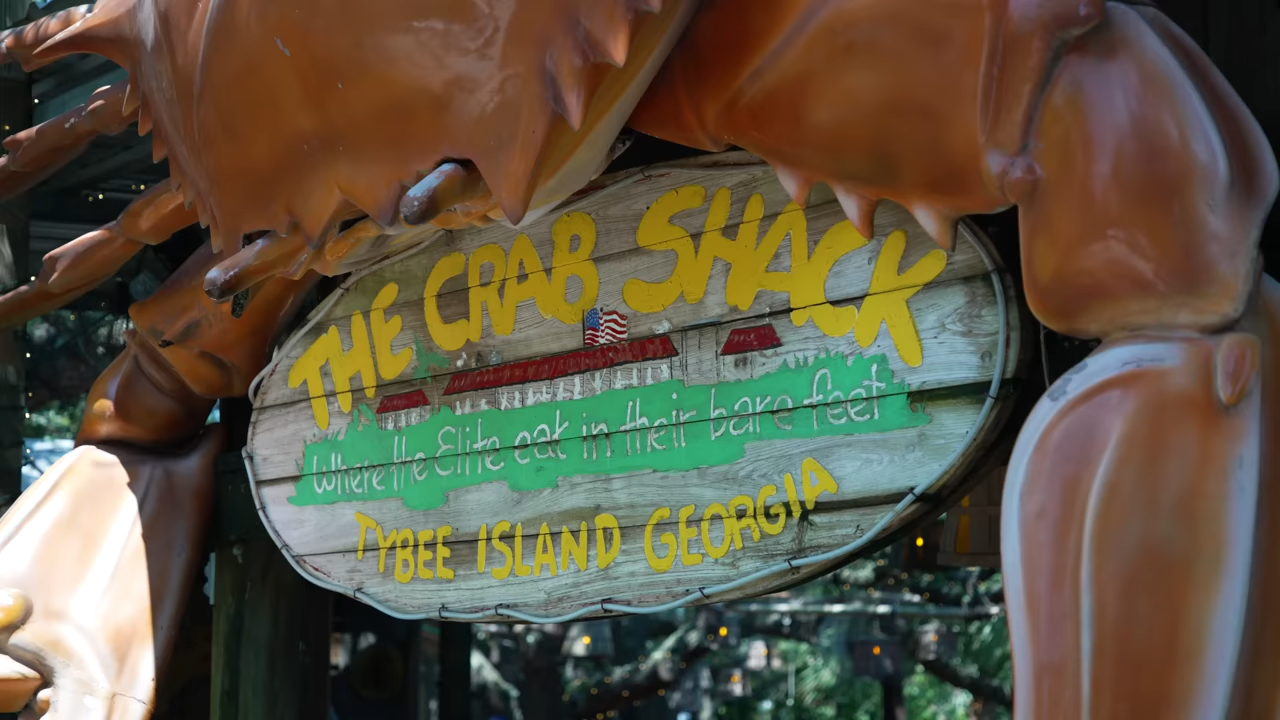 THE CRAB SHACK
Where the Elite eat in their bare feet
TYBEE ISLAND GEORGIA